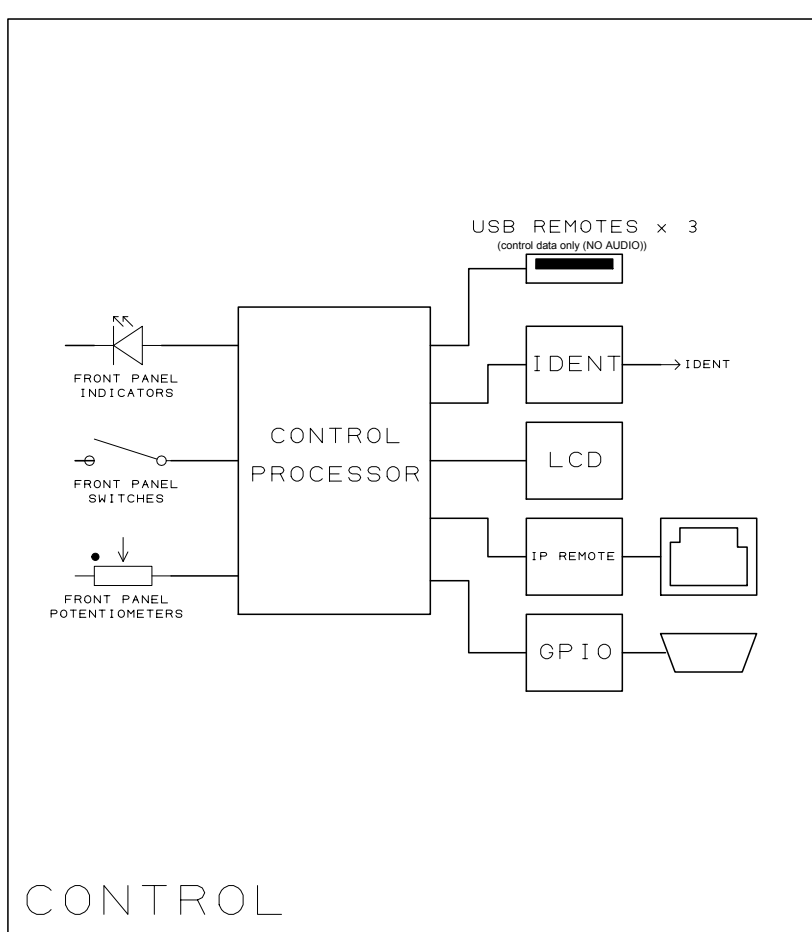 USB REMOTES x 3
(control data only (NO AUDIO))
FRONT PANEL
INDICATORS
IDENT
IDENT
CONTROL
PROCESSOR
FRONT PANEL
SWITCHES
LCD
IP REMOTE
FRONT PANEL
POTENTIOMETERS
GPIO
CONTROL